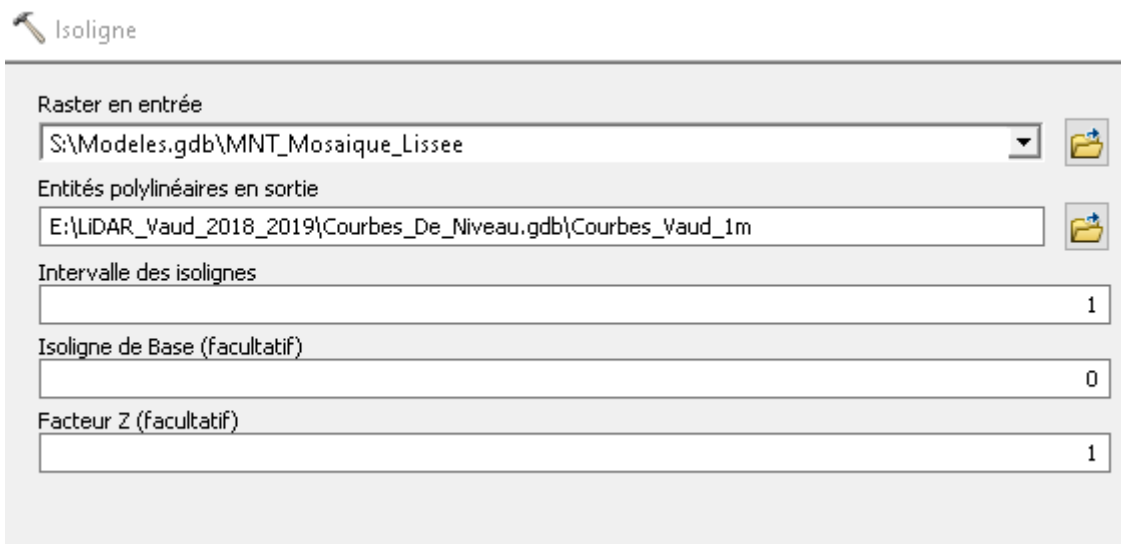 Isoligne
Raster en entrée
S:\Modeles.gdb\MNT_Mosaique_Lissee
Entités polylinéaires en sortie
E:\LiDAR_Vaud_2018_2019\Courbes_De_Niveau.gdb\Courbes_Vaud_1m
Intervalle des isolignes
1
Isoligne de Base (facultatif)
0
Facteur Z (facultatif)
1